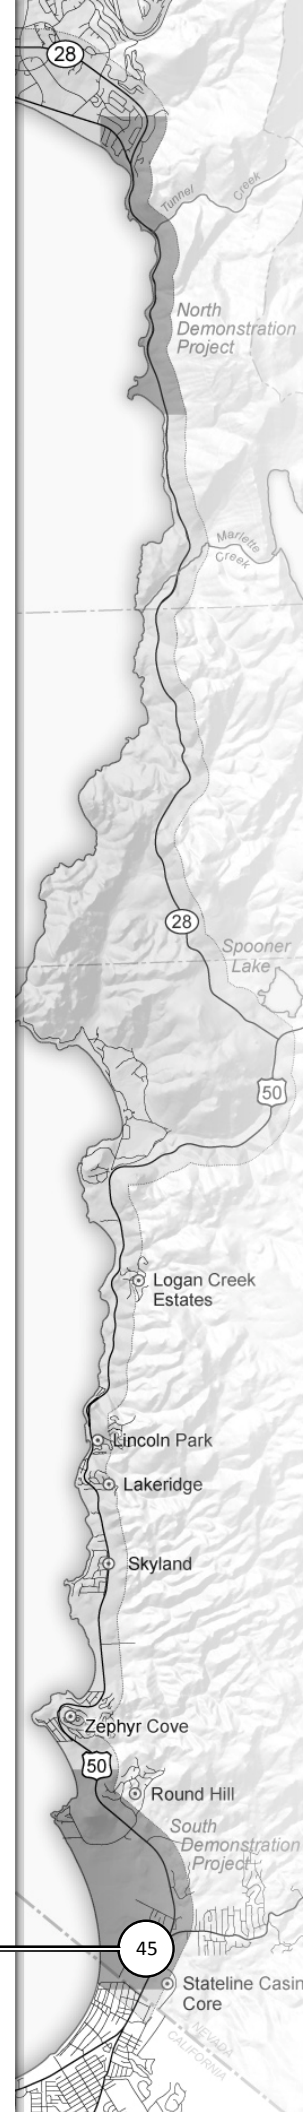 28
Tunnel
Creek
North
Demonstration
Project
Marlette
Creek
28
Spooner
Lake
50
Logan Creek
Estates
Lincoln Park
Lakeridge
Skyland
Zephyr Cove
50
Round Hill
South
Demonstration
Project
45
Stateline Casin
Core
NEVADA
CALIFORNIA